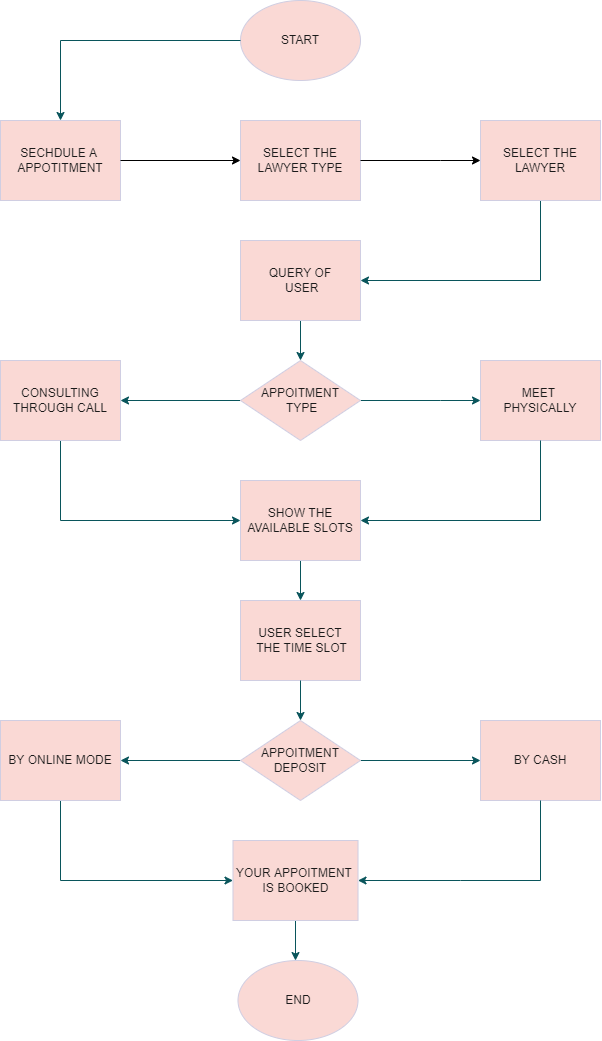 START
SECHDULE A
APPOTITMENT
SELECT THE
LAWYER TYPE
SELECT THE
LAWYER
QUERY OF
USER
CONSULTING
THROUGH CALL
APPOITMENT
TYPE
MEET
PHYSICALLY
SHOW THE
AVAILABLE SLOTS
USER SELECT
THE TIME SLOT
BY ONLINE MODE
APPOITMENT
DEPOSIT
BY CASH
YOUR APPOITMENT
IS BOOKED
END